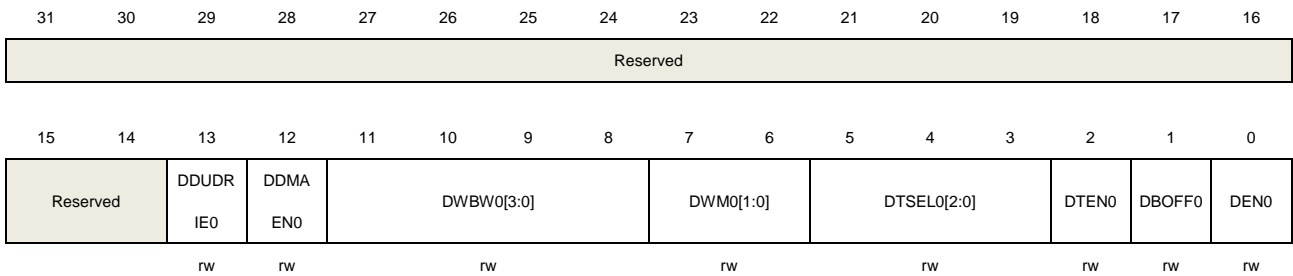 31 30 29 28 27 26 25 24 23 22 21 20 19 18 17 16
Reserved
15 14 13 12 11 10 9 8 7 6 5 4 3 2 1 0
Reserved DDUDR IE0 DDMA EN0 DWBW0[3:0] DWM0[1:0] DTSEL0[2:0] DTEN0 DBOFF0 DEN0
rw rw rw rw rw rw rw rw